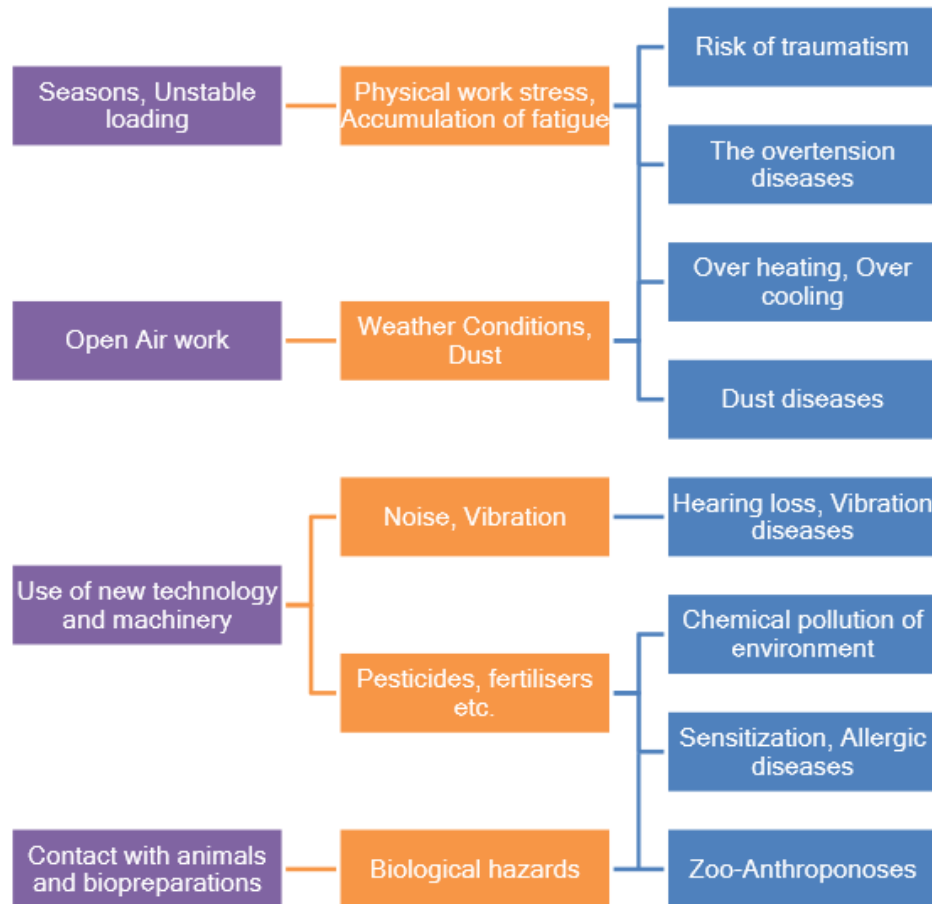 Risk of traumatism
Seasons, Unstable
loading
Physical work stress,
Accumulation of fatigue
The overtension
diseases
Over heating, Over
cooling
Open Air work
Weather Conditions,
Dust
Dust diseases
Noise, Vibration
Hearing loss, Vibration
diseases
Use of new technology
and machinery
Chemical pollution of
environment
Pesticides, fertilisers
etc.
Sensitization, Allergic
diseases
Contact with animals
and biopreparations
Biological hazards
Zoo-Anthroponoses